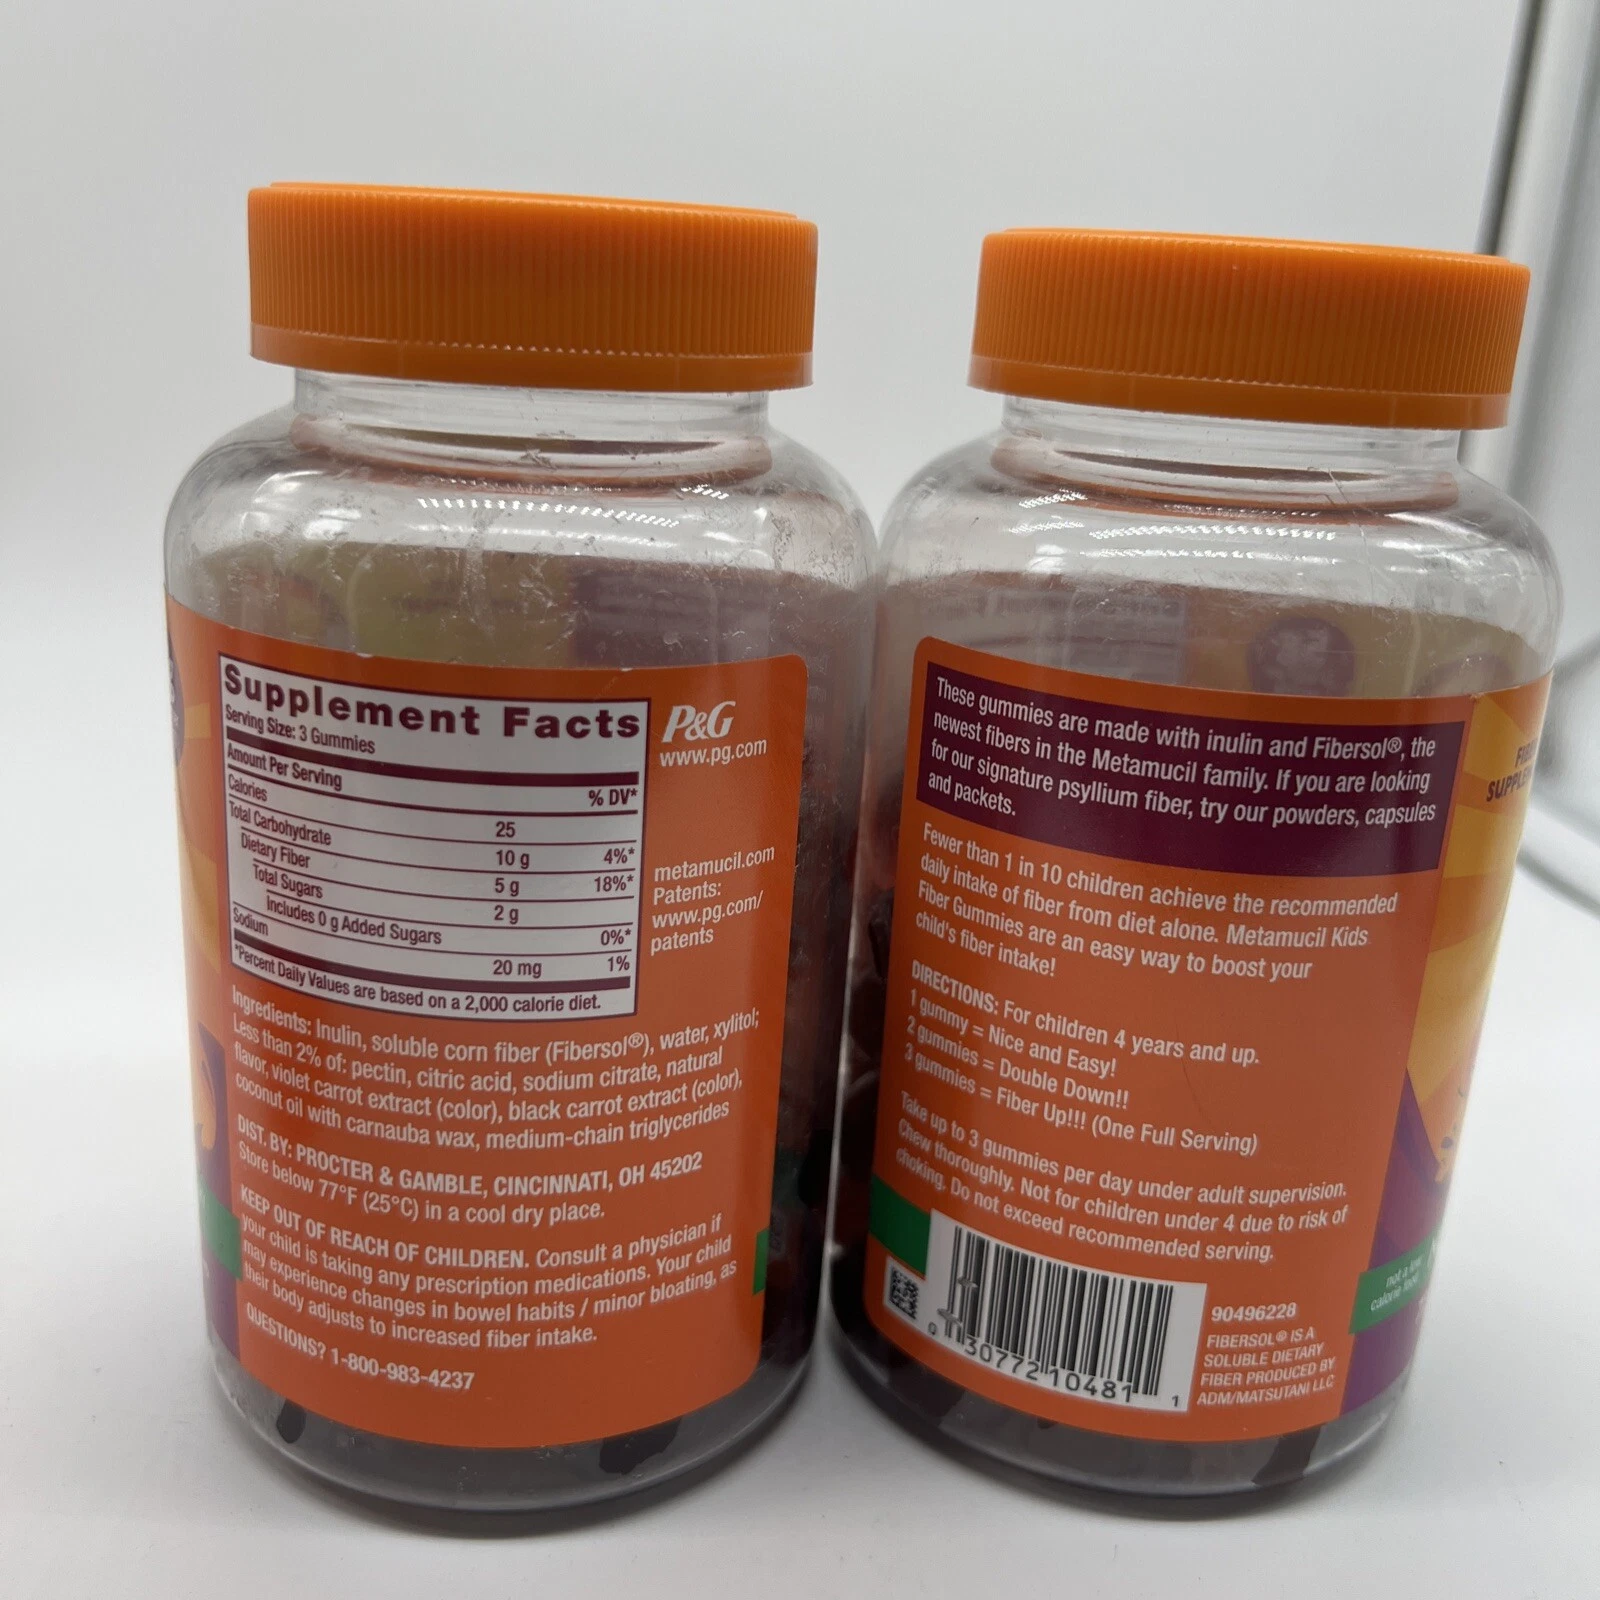 Supplement Facts
Serving Size: 3 Gummies
Amount Per Serving
% DV*
Calories 25
Total Carbohydrate 10 g 4%*
Dietary Fiber 5 g 18%*
Total Sugars 2 g
Includes 0 g Added Sugars 0%*
Sodium 20 mg 1%
*Percent Daily Values are based on a 2,000 calorie diet.
P&G
www.pg.com
metamucil.com
Patents:
www.pg.com/
patents
Ingredients: Inulin, soluble corn fiber (Fibersol®), water, xylitol;
Less than 2% of: pectin, citric acid, sodium citrate, natural
flavor, violet carrot extract (color), black carrot extract (color),
coconut oil with carnauba wax, medium-chain triglycerides
DIST. BY: PROCTER & GAMBLE, CINCINNATI, OH 45202
Store below 77°F (25°C) in a cool dry place.
KEEP OUT OF REACH OF CHILDREN. Consult a physician if
your child is taking any prescription medications. Your child
may experience changes in bowel habits / minor bloating, as
their body adjusts to increased fiber intake.
QUESTIONS? 1-800-983-4237
These gummies are made with inulin and Fibersol®, the
newest fibers in the Metamucil family. If you are looking
for our signature psyllium fiber, try our powders, capsules
and packets.
Fewer than 1 in 10 children achieve the recommended
daily intake of fiber from diet alone. Metamucil Kids
Fiber Gummies are an easy way to boost your
child's fiber intake!
DIRECTIONS: For children 4 years and up.
1 gummy = Nice and Easy!
2 gummies = Double Down!!
3 gummies = Fiber Up!!! (One Full Serving)
Take up to 3 gummies per day under adult supervision.
Chew thoroughly. Not for children under 4 due to risk of
choking. Do not exceed recommended serving.
0 30772 10481 1
90496228
FIBERSOL® IS A
SOLUBLE DIETARY
FIBER PRODUCED BY
ADM/MATSUTANI LLC
not a low
calorie food